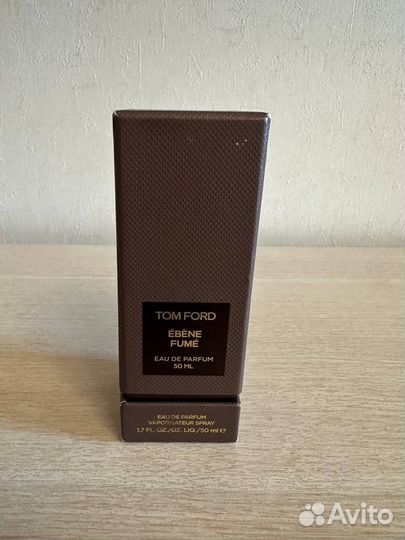 TOM FORD
ÉBÈNE
FUMÉ
EAU DE PARFUM
50 ML
EAU DE PARFUM
VAPORISATEUR SPRAY
1.7 FL. OZ./OZ. LIQ./50 ml ℮
Avito